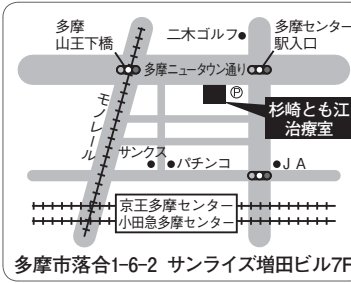 多摩
山王下橋
二木ゴルフ
多摩センター
駅入口
多摩ニュータウン通り
Ⓟ
杉崎とも江
治療室
モノレール
サンクス
パチンコ
JA
京王多摩センター
小田急多摩センター
多摩市落合1-6-2 サンライズ増田ビル7F